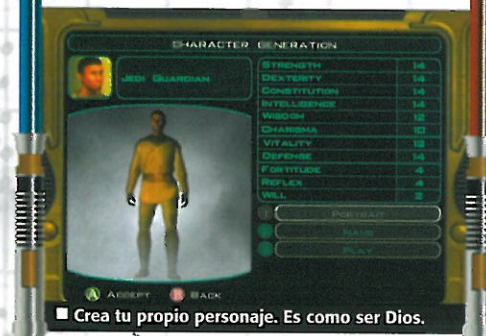 CHARACTER GENERATION
JEDI GUARDIAN
STRENGTH 14
DEXTERITY 14
CONSTITUTION 14
INTELLIGENCE 14
WISDOM 12
CHARISMA 10
VITALITY 12
DEFENSE 14
FORTITUDE 4
REFLEX 4
WILL 2
PORTRAIT
NAME
PLAY
A ACCEPT B BACK
Crea tu propio personaje. Es como ser Dios.